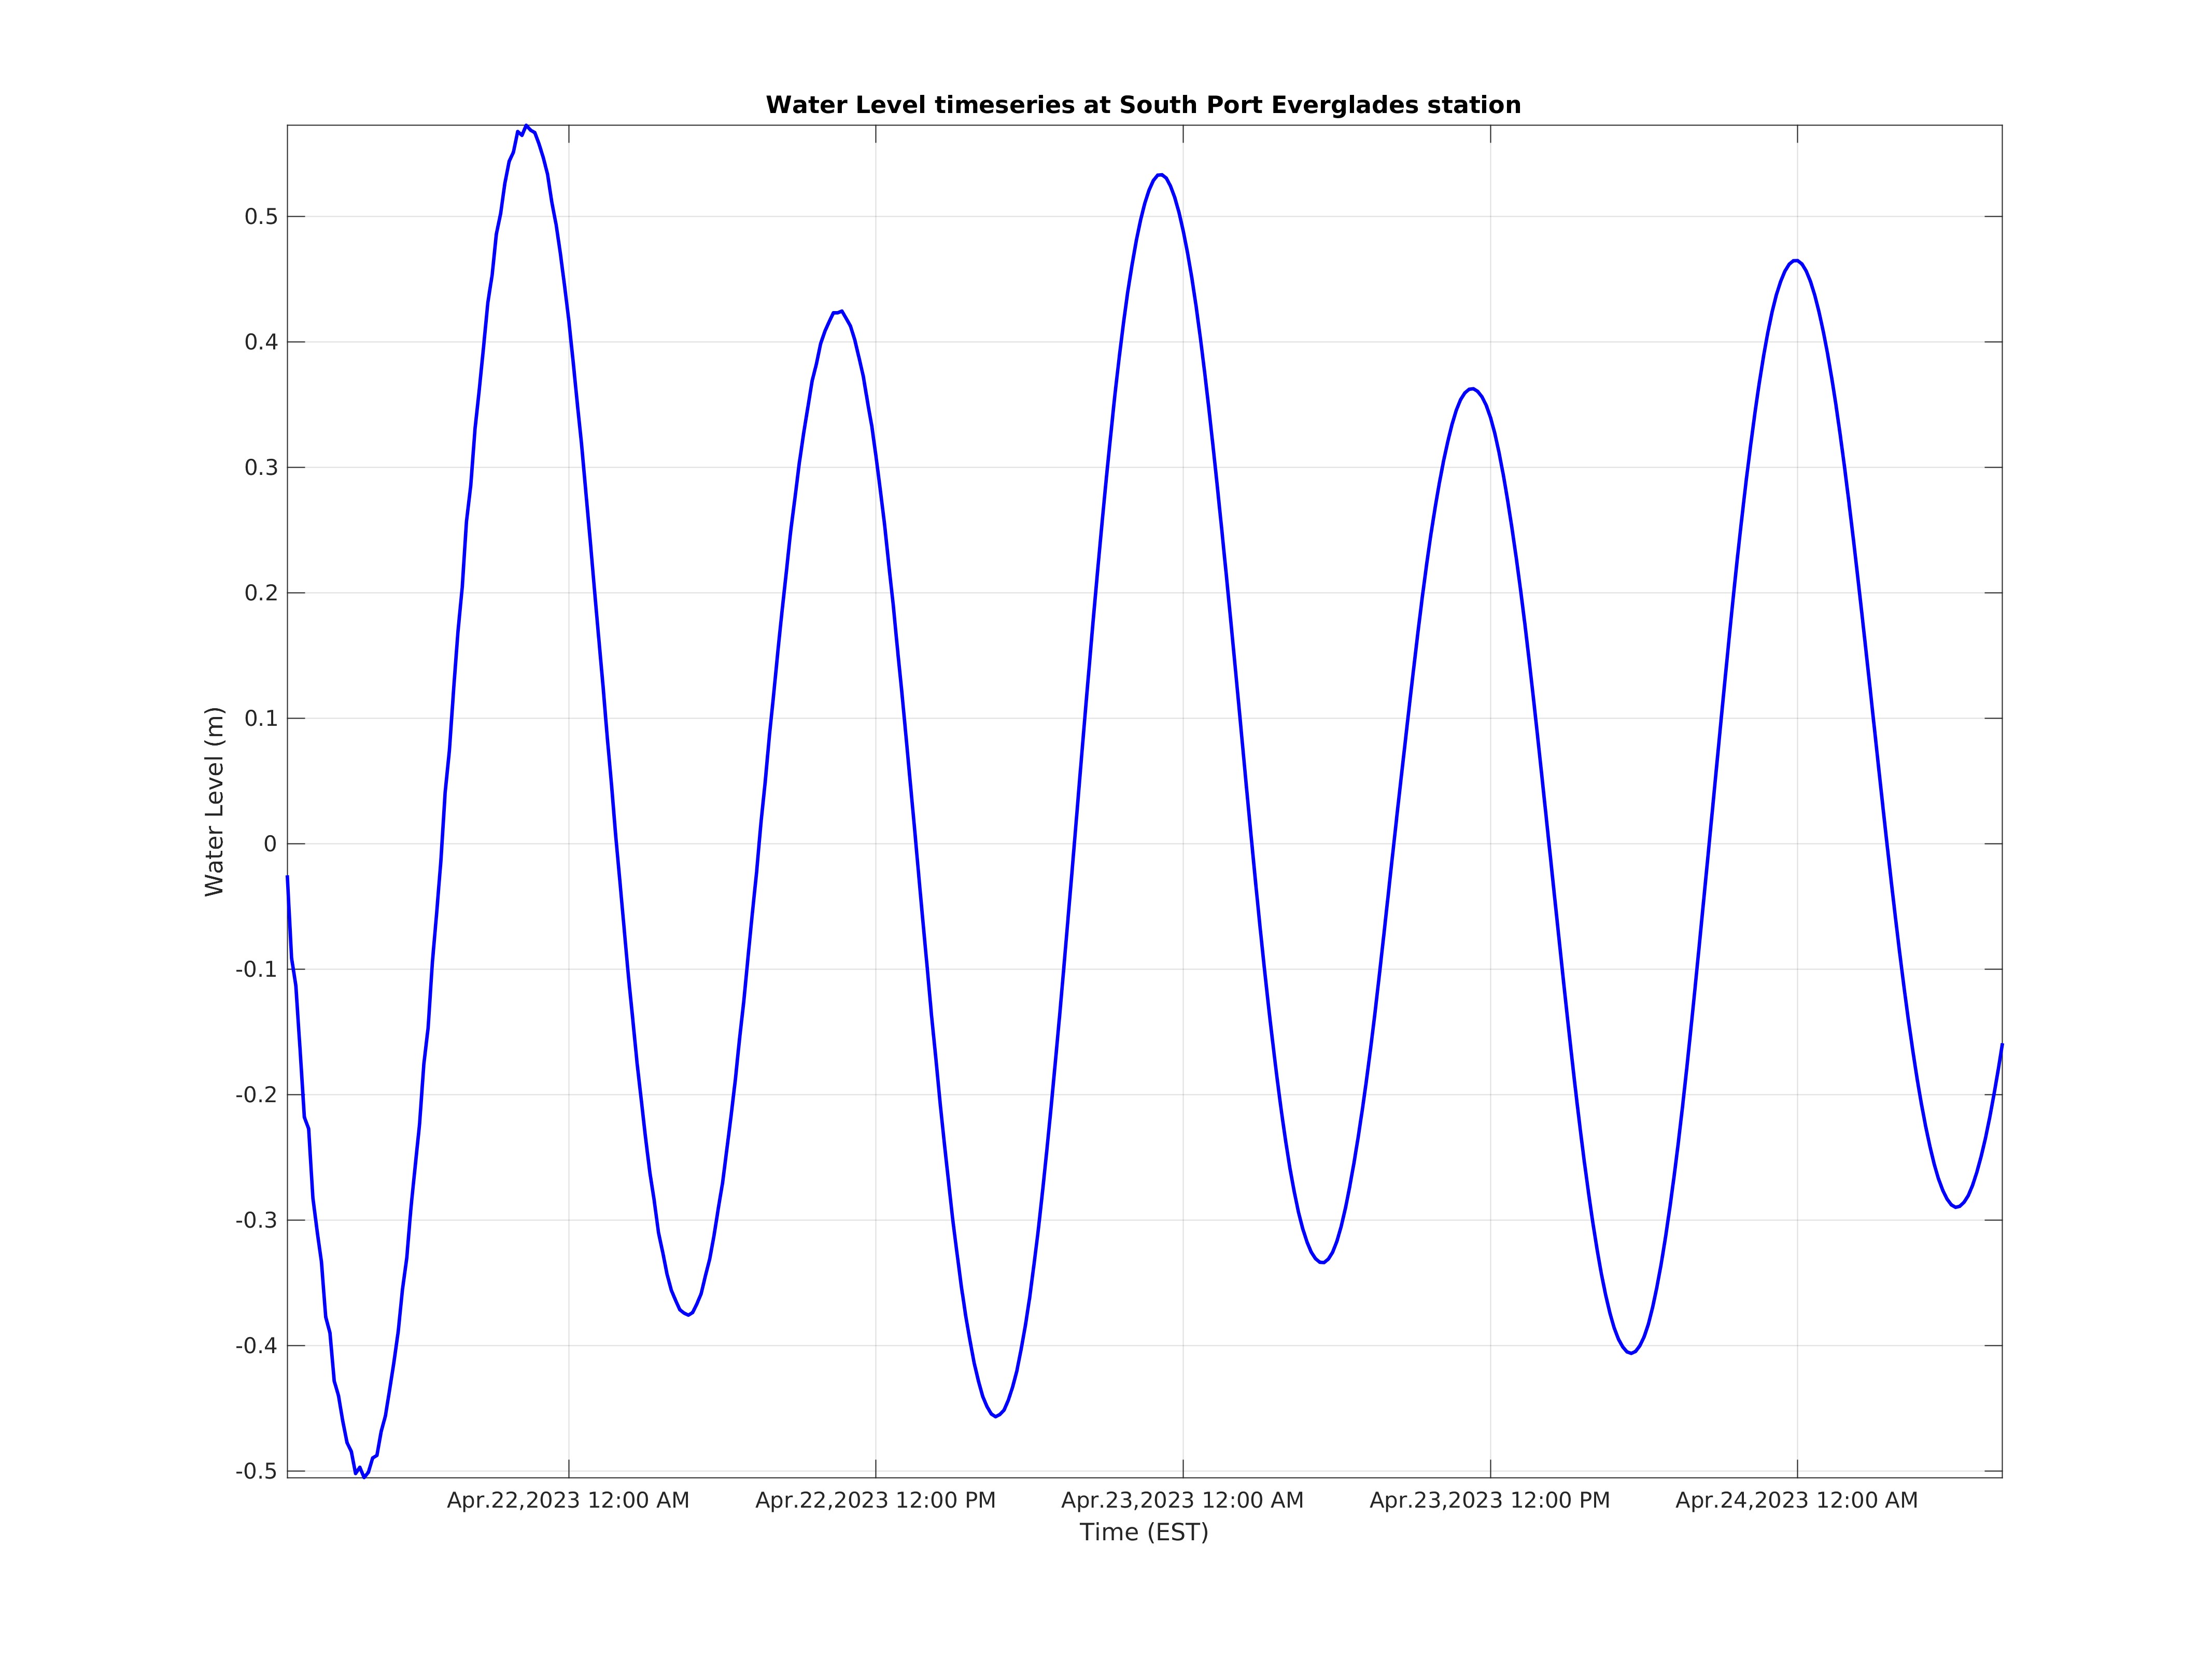 Water Level timeseries at South Port Everglades station
Water Level (m)
0.5
0.4
0.3
0.2
0.1
0
-0.1
-0.2
-0.3
-0.4
-0.5
Apr.22,2023 12:00 AM Apr.22,2023 12:00 PM Apr.23,2023 12:00 AM Apr.23,2023 12:00 PM Apr.24,2023 12:00 AM
Time (EST)